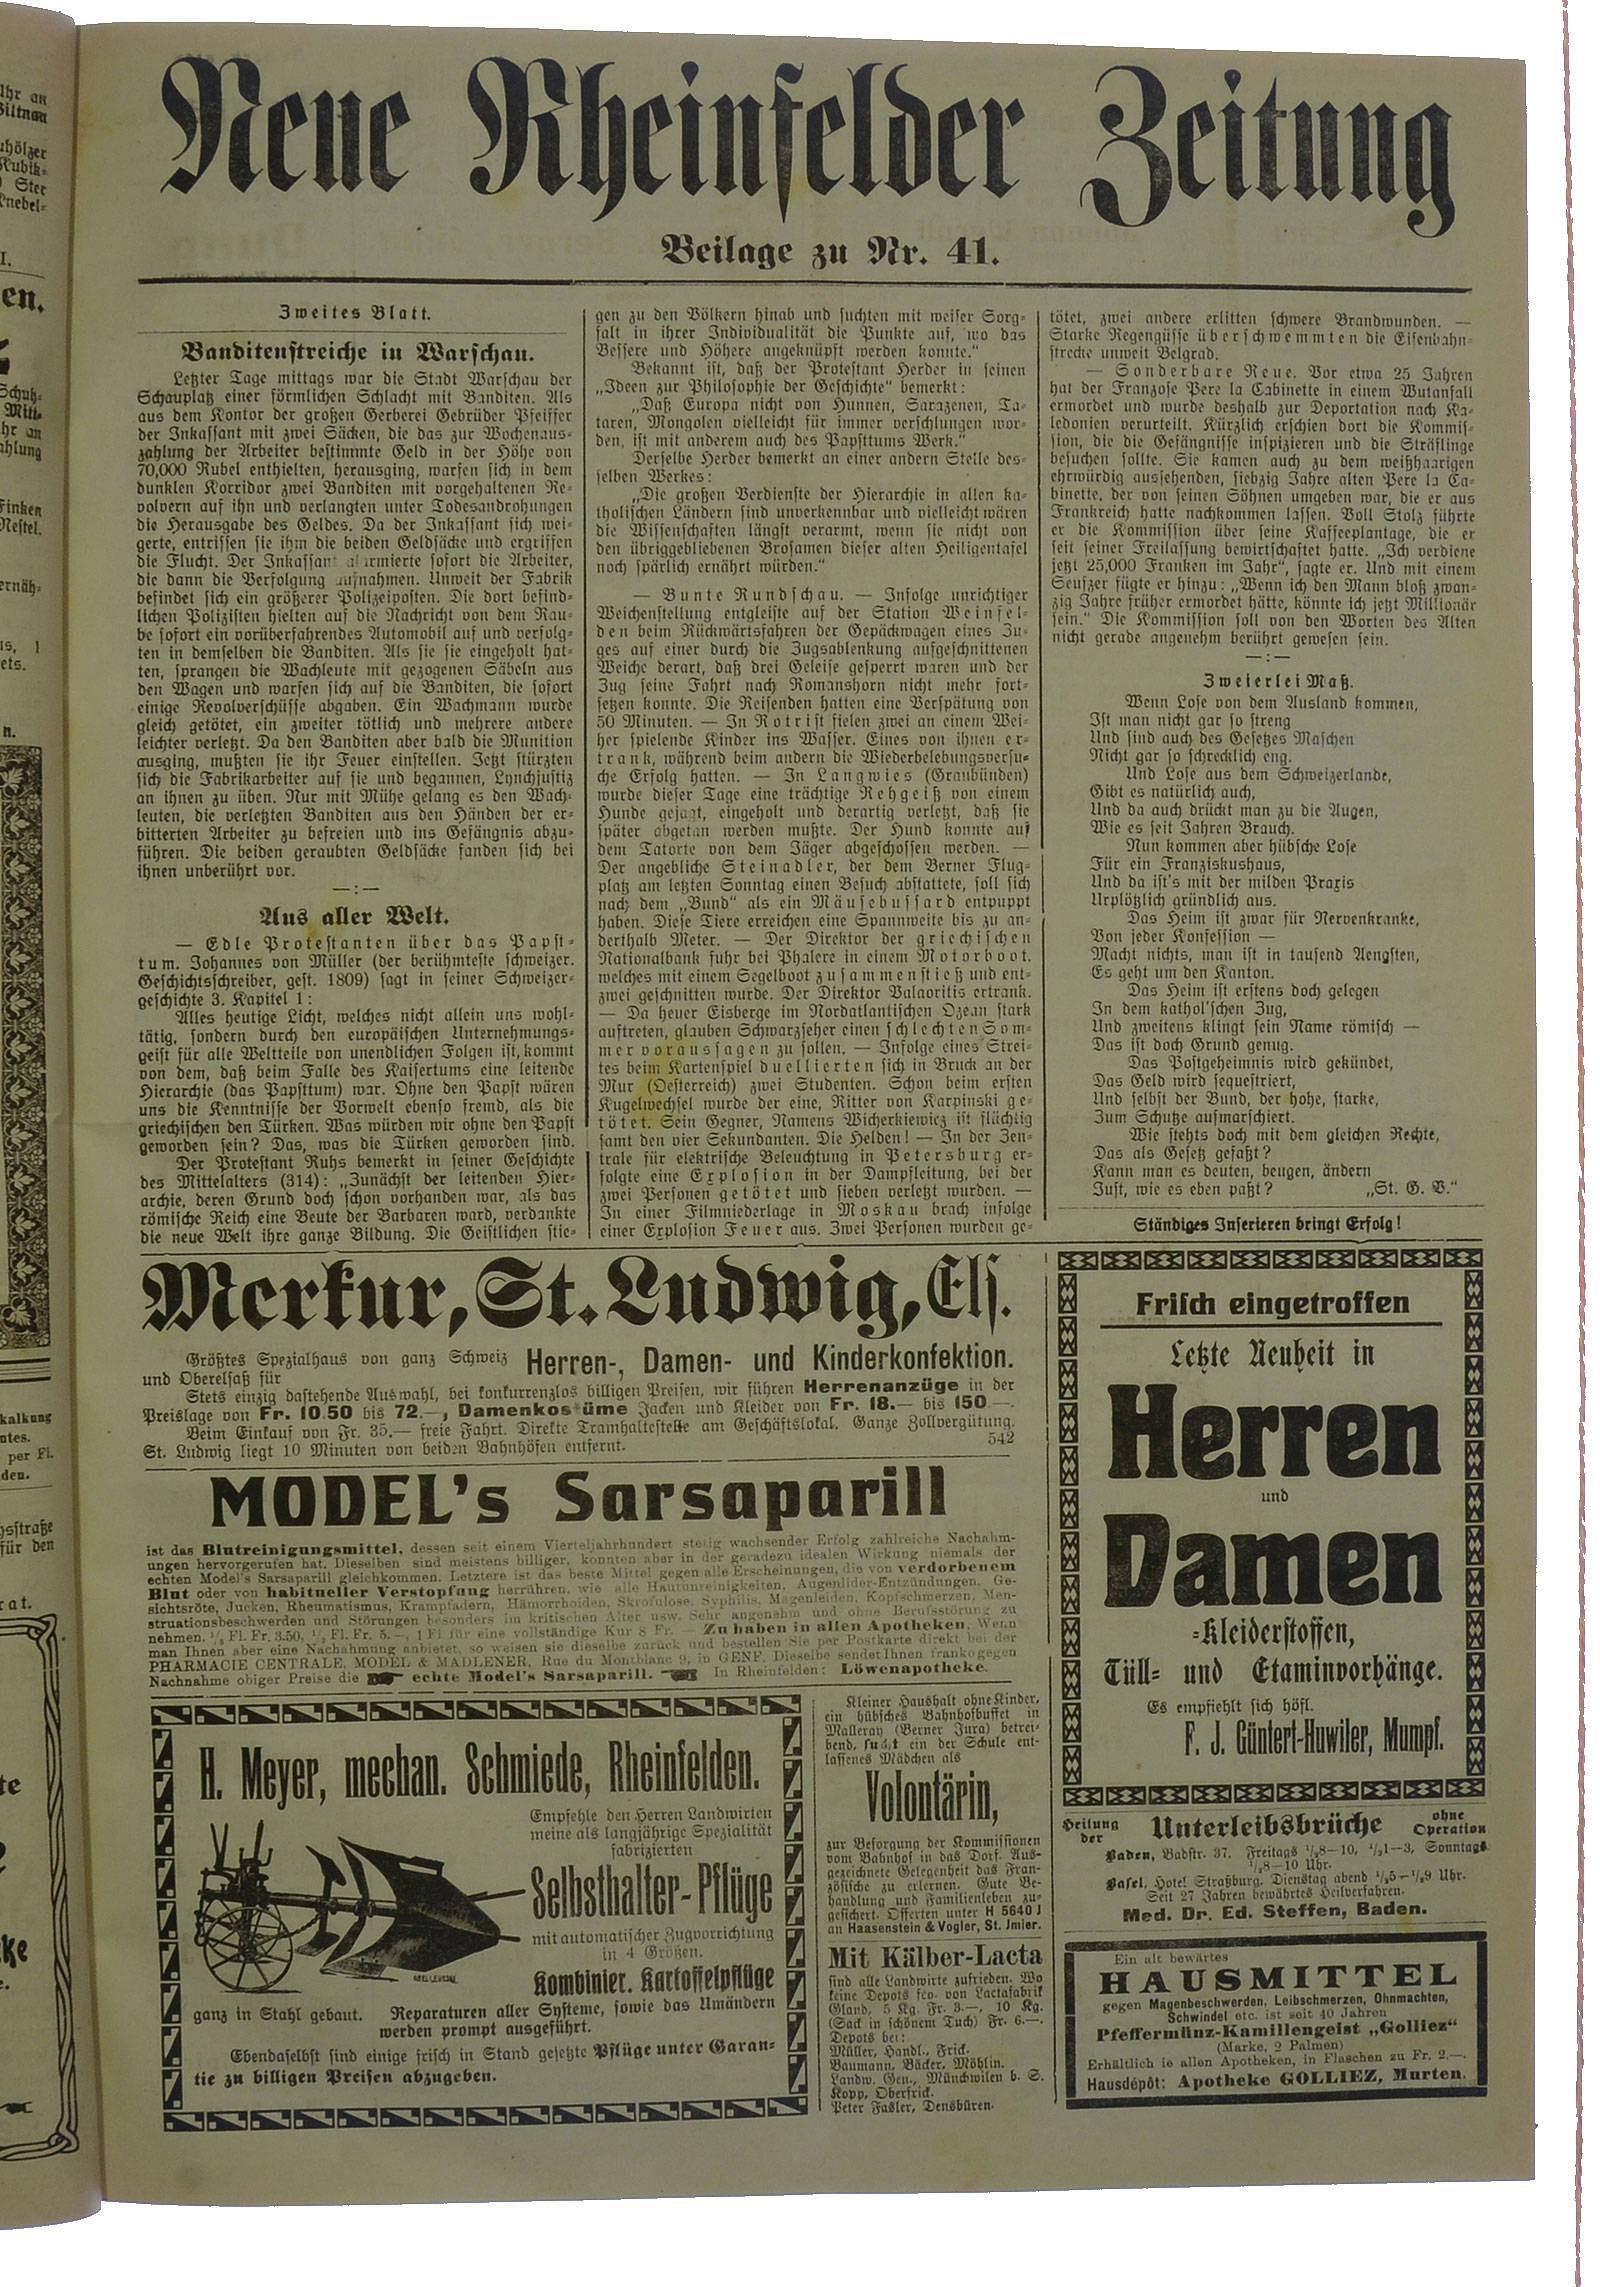 Neue Rheinfelder Zeitung
Beilage zu Nr. 41.
Zweites Blatt.
Banditenstreiche in Warschau.
Letzter Tage mittags war die Stadt Warschau der
Schauplatz einer förmlichen Schlacht mit Banditen. Als
aus dem Kontor der großen Gerberei Gebrüder Pfeiffer
der Inkassant mit zwei Säcken, die das zur Wochenaus-
zahlung der Arbeiter bestimmte Geld in der Höhe von
70,000 Rubel enthielten, herausging, warfen sich in dem
dunklen Korridor zwei Banditen mit vorgehaltenen Re-
volvern auf ihn und verlangten unter Todesandrohungen
die Herausgabe des Geldes. Da der Inkassant sich wei-
gerte, entrissen sie ihm die beiden Geldsäcke und ergriffen
die Flucht. Der Inkassant alarmierte sofort die Arbeiter,
die dann die Verfolgung aufnahmen. Unweit der Fabrik
befindet sich ein größerer Polizeiposten. Die dort befind-
lichen Polizisten hielten auf die Nachricht von dem Rau-
be sofort ein vorüberfahrendes Automobil auf und verfolg-
ten in demselben die Banditen. Als sie sie eingeholt hat-
ten, sprangen die Wachleute mit gezogenen Säbeln aus
den Wagen und warfen sich auf die Banditen, die sofort
einige Revolverschüsse abgaben. Ein Wachmann wurde
gleich getötet, ein zweiter tötlich und mehrere andere
leichter verletzt. Da den Banditen aber bald die Munition
ausging, mußten sie ihr Feuer einstellen. Jetzt stürzten
sich die Fabrikarbeiter auf sie und begannen, Lynchjustiz
an ihnen zu üben. Nur mit Mühe gelang es den Wach-
leuten, die verletzten Banditen aus den Händen der er-
bitterten Arbeiter zu befreien und ins Gefängnis abzu-
führen. Die beiden geraubten Geldsäcke fanden sich bei
ihnen unberührt vor.
—:—
Aus aller Welt.
— Edle Protestanten über das Papst-
tum. Johannes von Müller (der berühmteste schweizer.
Geschichtsschreiber, gest. 1809) sagt in seiner Schweizer-
geschichte 3. Kapitel 1:
Alles heutige Licht, welches nicht allein uns wohl-
tätig, sondern durch den europäischen Unternehmungs-
geist für alle Weltteile von unendlichen Folgen ist, kommt
von dem, daß beim Falle des Kaisertums eine leitende
Hierarchie (das Papsttum) war. Ohne den Papst wären
uns die Kenntnisse der Vorwelt ebenso fremd, als die
griechischen den Türken. Was würden wir ohne den Papst
geworden sein? Das, was die Türken geworden sind.
Der Protestant Ruhs bemerkt in seiner Geschichte
des Mittelalters (314): „Zunächst der leitenden Hier-
archie, deren Grund doch schon vorhanden war, als das
römische Reich eine Beute der Barbaren ward, verdankte
die neue Welt ihre ganze Bildung. Die Geistlichen stie-
gen zu den Völkern hinab und suchten mit weiser Sorg-
falt in ihrer Individualität die Punkte auf, wo das
Bessere und Höhere angeknüpft werden konnte.“
Bekannt ist, daß der Protestant Herder in seinen
„Ideen zur Philosophie der Geschichte“ bemerkt:
„Daß Europa nicht von Hunnen, Sarazenen, Ta-
taren, Mongolen vielleicht für immer verschlungen wor-
den, ist mit anderem auch des Papsttums Werk.“
Derselbe Herder bemerkt an einer andern Stelle des-
selben Werkes:
„Die großen Verdienste der Hierarchie in allen ka-
tholischen Ländern sind unverkennbar und vielleicht wären
die Wissenschaften längst verarmt, wenn sie nicht von
den übriggebliebenen Brosamen dieser alten Heiligentafel
noch spärlich ernährt würden.“
— Bunte Rundschau. — Infolge unrichtiger
Weichenstellung entgleiste auf der Station Weinfel-
den beim Rückwärtsfahren der Gepäckwagen eines Zu-
ges auf einer durch die Zugsablenkung aufgeschnittenen
Weiche derart, daß drei Geleise gesperrt waren und der
Zug seine Fahrt nach Romanshorn nicht mehr fort-
setzen konnte. Die Reisenden hatten eine Verspätung von
50 Minuten. — In Rotrist fielen zwei an einem Wei-
her spielende Kinder ins Wasser. Eines von ihnen er-
trank, während beim andern die Wiederbelebungsversu-
che Erfolg hatten. — In Langwies (Graubünden)
wurde dieser Tage eine trächtige Rehgeiß von einem
Hunde gejagt, eingeholt und derartig verletzt, daß sie
später abgetan werden mußte. Der Hund konnte auf
dem Tatorte von dem Jäger abgeschossen werden. —
Der angebliche Steinadler, der dem Berner Flug-
platz am letzten Sonntag einen Besuch abstattete, soll sich
nach dem „Bund“ als ein Mäusebussard entpuppt
haben. Diese Tiere erreichen eine Spannweite bis zu an-
derthalb Meter. — Der Direktor der griechischen
Nationalbank fuhr bei Phalere in einem Motorboot,
welches mit einem Segelboot zusammenstieß und ent-
zwei geschnitten wurde. Der Direktor Valaoritis ertrank.
— Da heuer Eisberge im Nordatlantischen Ozean stark
auftreten, glauben Schwarzseher einen schlechten Som-
mer voraussagen zu sollen. — Infolge eines Strei-
tes beim Kartenspiel duellierten sich in Bruck an der
Mur (Oesterreich) zwei Studenten. Schon beim ersten
Kugelwechsel wurde der eine, Ritter von Karpinski ge-
tötet. Sein Gegner, Namens Wicherkiewicz ist flüchtig
samt den vier Sekundanten. Die Helden! — In der Zen-
trale für elektrische Beleuchtung in Petersburg er-
folgte eine Explosion in der Dampfleitung, bei der
zwei Personen getötet und sieben verletzt wurden. —
In einer Filmniederlage in Moskau brach infolge
einer Explosion Feuer aus. Zwei Personen wurden ge-
tötet, zwei andere erlitten schwere Brandwunden. —
Starke Regengüsse überschwemmten die Eisenbahn-
strecke unweit Belgrad.
— Sonderbare Reue. Vor etwa 25 Jahren
hat der Franzose Pere la Cabinette in einem Wutanfall
ermordet und wurde deshalb zur Deportation nach Ka-
ledonien verurteilt. Kürzlich erschien dort die Kommis-
sion, die die Gefängnisse inspizieren und die Sträflinge
besuchen sollte. Sie kamen auch zu dem weißhaarigen
ehrwürdig aussehenden, siebzig Jahre alten Pere la Ca-
binette, der von seinen Söhnen umgeben war, die er aus
Frankreich hatte nachkommen lassen. Voll Stolz führte
er die Kommission über seine Kaffeeplantage, die er
seit seiner Freilassung bewirtschaftet hatte. „Ich verdiene
jetzt 25,000 Franken im Jahr“, sagte er. Und mit einem
Seufzer fügte er hinzu: „Wenn ich den Mann bloß zwan-
zig Jahre früher ermordet hätte, könnte ich jetzt Millionär
sein.“ Die Kommission soll von den Worten des Alten
nicht gerade angenehm berührt gewesen sein.
—:—
Zweierlei Maß.
Wenn Lose von dem Ausland kommen,
Ist man nicht gar so streng
Und sind auch des Gesetzes Maschen
Nicht gar so schrecklich eng.
Und Lose aus dem Schweizerlande,
Gibt es natürlich auch,
Und da auch drückt man zu die Augen,
Wie es seit Jahren Brauch.
Nun kommen aber hübsche Lose
Für ein Franziskushaus,
Und da ist's mit der milden Praxis
Urplötzlich gründlich aus.
Das Heim ist zwar für Nervenkranke,
Von jeder Konfession —
Macht nichts, man ist in tausend Aengsten,
Es geht um den Kanton.
Das Heim ist erstens doch gelegen
In dem kathol'schen Zug,
Und zweitens klingt sein Name römisch —
Das ist doch Grund genug.
Das Postgeheimnis wird gekündet,
Das Geld wird sequestriert,
Und selbst der Bund, der hohe, starke,
Zum Schutze aufmarschiert.
Wie stehts doch mit dem gleichen Rechte,
Das als Gesetz gefaßt?
Kann man es deuten, beugen, ändern
Just, wie es eben paßt? „St. G. V.“
Ständiges Inserieren bringt Erfolg!
Merkur, St. Ludwig, Els.
Größtes Spezialhaus von ganz Schweiz
und Oberelsaß für
Herren-, Damen- und Kinderkonfektion.
Stets einzig dastehende Auswahl, bei konkurrenzlos billigen Preisen, wir führen Herrenanzüge in der
Preislage von Fr. 10.50 bis 72.—, Damenkostüme Jacken und Kleider von Fr. 18.— bis 150.—.
Beim Einkauf von Fr. 35.— freie Fahrt. Direkte Tramhaltestelle am Geschäftslokal. Ganze Zollvergütung.
St. Ludwig liegt 10 Minuten von beiden Bahnhöfen entfernt. 542
MODEL's Sarsaparill
ist das Blutreinigungsmittel, dessen seit einem Vierteljahrhundert stetig wachsender Erfolg zahlreiche Nachahm-
ungen hervorgerufen hat. Dieselben sind meistens billiger, konnten aber in der geradezu idealen Wirkung niemals der
echten Model's Sarsaparill gleichkommen. Letztere ist das beste Mittel gegen alle Erscheinungen, die von verdorbenem
Blut oder von habitueller Verstopfung herrühren, wie alle Hautunreinigkeiten, Augenlider-Entzündungen, Ge-
sichtsröte, Jucken, Rheumatismus, Krampfadern, Hämorrhoiden, Skrofulose, Syphilis, Magenleiden, Kopfschmerzen, Men-
struationsbeschwerden und Störungen besonders im kritischen Alter usw. Sehr angenehm und ohne Berufsstörung zu
nehmen. 1/3 Fl. Fr. 3.50, 1/2 Fl. Fr. 5.—, 1 Fl für eine vollständige Kur 8 Fr. — Zu haben in allen Apotheken. Wenn
man Ihnen aber eine Nachahmung anbietet, so weisen sie dieselbe zurück und bestellen Sie per Postkarte direkt bei der
PHARMACIE CENTRALE, MODEL & MADLENER, Rue du Montblanc 9, in GENF. Dieselbe sendet Ihnen franko gegen
Nachnahme obiger Preise die echte Model's Sarsaparill. In Rheinfelden: Löwenapotheke.
H. Meyer, mechan. Schmiede, Rheinfelden.
Empfehle den Herren Landwirten
meine als langjährige Spezialität
fabrizierten
Selbsthalter-Pflüge
mit automatischer Zugvorrichtung
in 4 Größen.
Kombinier. Kartoffelpflüge
ganz in Stahl gebaut. Reparaturen aller Systeme, sowie das Umändern
werden prompt ausgeführt.
Ebendaselbst sind einige frisch in Stand gesetzte Pflüge unter Garan-
tie zu billigen Preisen abzugeben.
Kleiner Haushalt ohne Kinder,
ein hübsches Bahnhofbuffet in
Malleray (Berner Jura) betrei-
bend, sucht ein der Schule ent-
lassenes Mädchen als
Volontärin,
zur Besorgung der Kommissionen
vom Bahnhof in das Dorf. Aus-
gezeichnete Gelegenheit das Fran-
zösische zu erlernen. Gute Be-
handlung und Familienleben zu-
gesichert. Offerten unter H 5640 J
an Haasenstein & Vogler, St. Jmier.
Mit Kälber-Lacta
sind alle Landwirte zufrieden. Wo
keine Depots fco. von Lactafabrik
Gland, 5 Kg. Fr. 3.—, 10 Kg.
(Sack in schönem Tuch) Fr. 6.—.
Depots bei:
Müller, Handl., Frick.
Baumann, Bäcker, Möhlin.
Landw. Gen., Münchwilen b. S.
Kopp, Oberfrick.
Peter Fasler, Densbüren.
Frisch eingetroffen
Letzte Neuheit in
Herren
und
Damen
-Kleiderstoffen,
Tüll- und Etaminvorhänge.
Es empfiehlt sich höfl.
F. J. Güntert-Huwiler, Mumpf.
Heilung der Unterleibsbrüche ohne Operation
Baden, Badstr. 37. Freitags 1/28—10, 1/21—3, Sonntags
1/28—10 Uhr.
Basel, Hotel Straßburg, Dienstag abend 1/25—1/29 Uhr.
Seit 27 Jahren bewährtes Heilverfahren.
Med. Dr. Ed. Steffen, Baden.
Ein alt bewärtes
HAUSMITTEL
gegen Magenbeschwerden, Leibschmerzen, Ohnmachten,
Schwindel etc. ist seit 40 Jahren
Pfeffermünz-Kamillengeist „Golliez“
(Marke, 2 Palmen)
Erhältlich ie allen Apotheken, in Flaschen zu Fr. 2.—.
Hausdépôt: Apotheke GOLLIEZ, Murten.